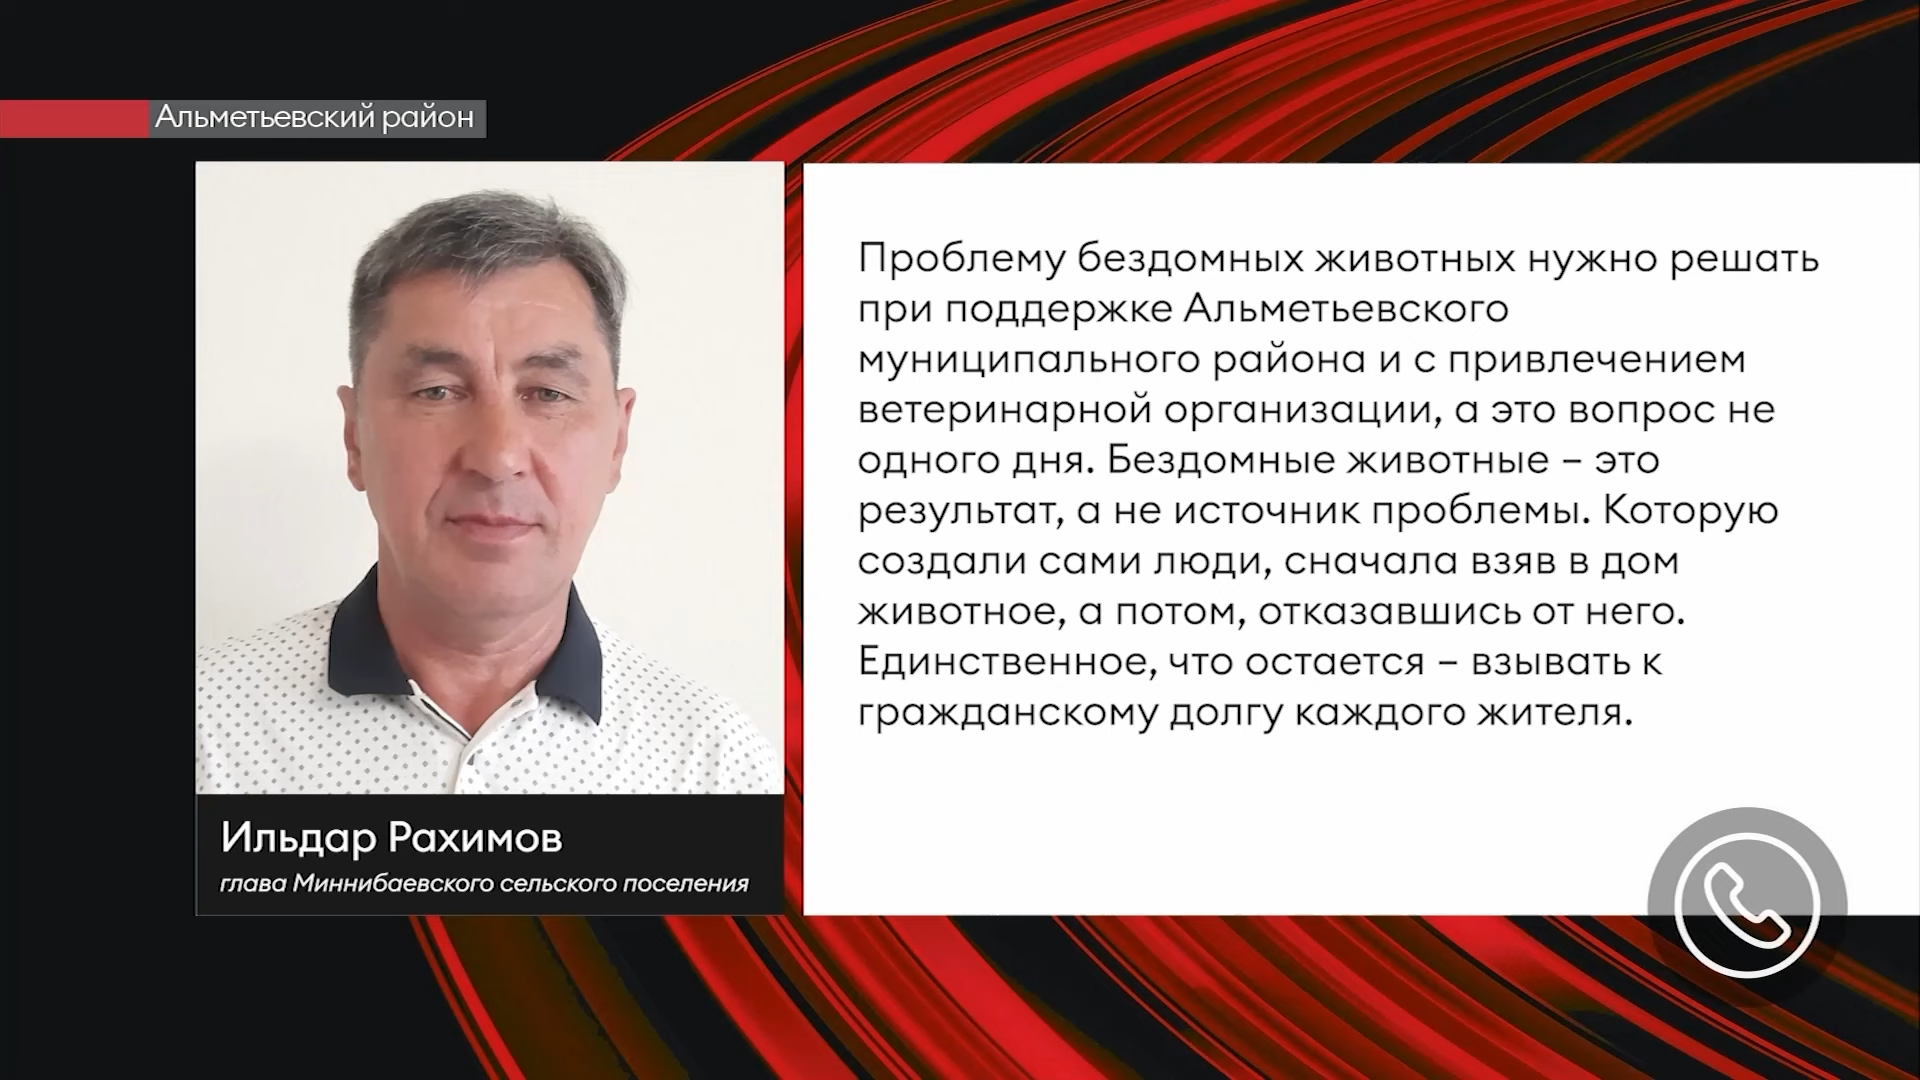 Альметьевский район
Проблему бездомных животных нужно решать
при поддержке Альметьевского
муниципального района и с привлечением
ветеринарной организации, а это вопрос не
одного дня. Бездомные животные – это
результат, а не источник проблемы. Которую
создали сами люди, сначала взяв в дом
животное, а потом, отказавшись от него.
Единственное, что остается – взывать к
гражданскому долгу каждого жителя.
Ильдар Рахимов
глава Миннибаевского сельского поселения